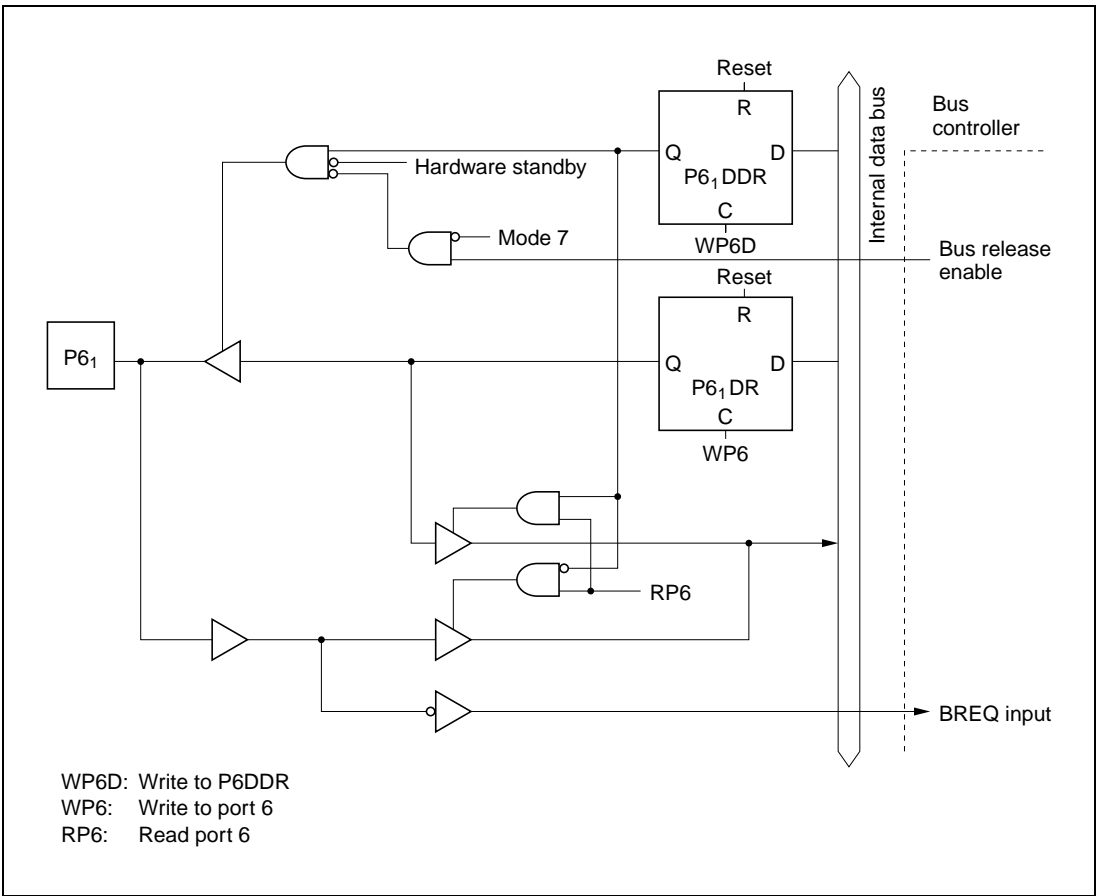 Reset
R
Q
D
P6₁DDR
C
WP6D
Hardware standby
Mode 7
Internal data bus
Bus
controller
Bus release
enable
Reset
R
Q
D
P6₁DR
C
WP6
P6₁
RP6
BREQ input
WP6D: Write to P6DDR
WP6: Write to port 6
RP6: Read port 6